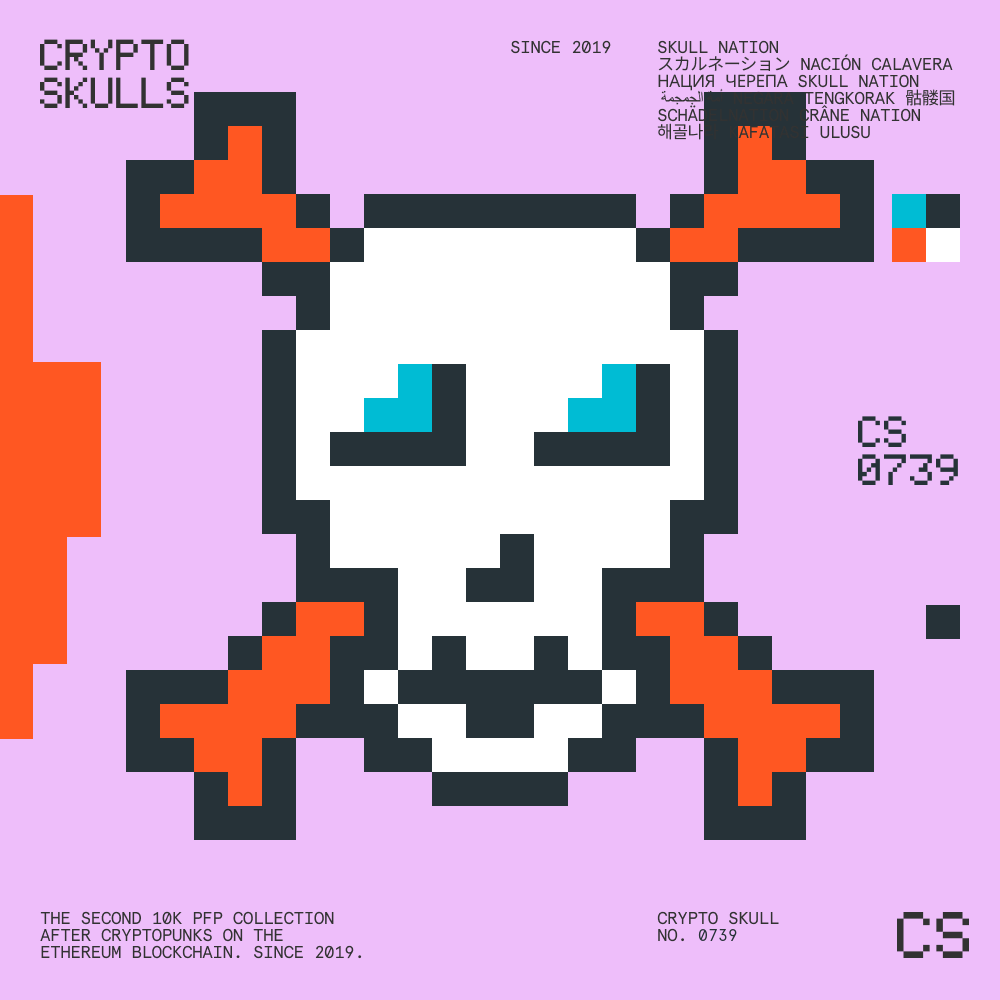 CRYPTO
SKULLS
SINCE 2019
SKULL NATION
スカルネーション NACIÓN CALAVERA
НАЦИЯ ЧЕРЕПА SKULL NATION
الجمجمة TENGKORAK 骷髅国
CRÂNE NATION
ULUSU
CS
0739
THE SECOND 10K PFP COLLECTION
AFTER CRYPTOPUNKS ON THE
ETHEREUM BLOCKCHAIN. SINCE 2019.
CRYPTO SKULL
NO. 0739
CS